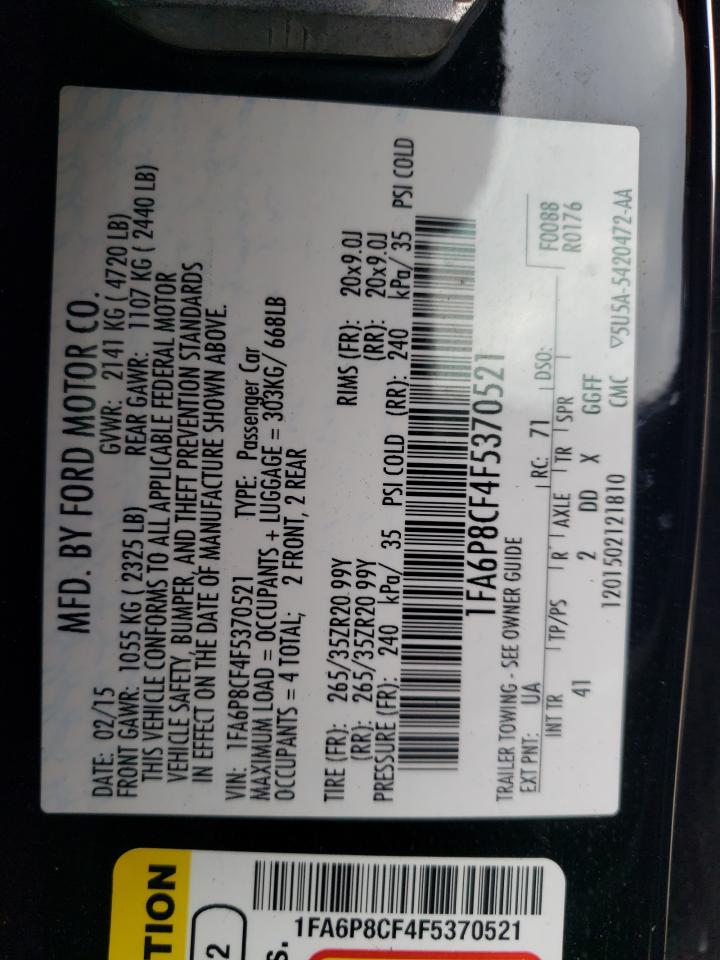 MFD. BY FORD MOTOR CO.
DATE: 02/15 GVWR: 2141 KG ( 4720 LB)
FRONT GAWR: 1055 KG ( 2325 LB) REAR GAWR: 1107 KG ( 2440 LB)
THIS VEHICLE CONFORMS TO ALL APPLICABLE FEDERAL MOTOR
VEHICLE SAFETY, BUMPER, AND THEFT PREVENTION STANDARDS
IN EFFECT ON THE DATE OF MANUFACTURE SHOWN ABOVE.
VIN: 1FA6P8CF4F5370521 TYPE: Passenger Car
MAXIMUM LOAD = OCCUPANTS + LUGGAGE = 303KG/ 668LB
OCCUPANTS = 4 TOTAL; 2 FRONT, 2 REAR
TIRE (FR): 265/35ZR20 99Y RIMS (FR): 20x9.0J
(RR): 265/35ZR20 99Y (RR): 20x9.0J
PRESSURE (FR): 240 kPa/ 35 PSI COLD (RR): 240 kPa/ 35 PSI COLD
1FA6P8CF4F5370521
TRAILER TOWING - SEE OWNER GUIDE
F0088
EXT PNT: UA RC: 71 DSO: R0176
INT TR TP/PS R AXLE TR SPR
41 2 DD X GGFF
1201502121810 CMC ▽5U5A-5420472-AA
TION
2
S.
1FA6P8CF4F5370521